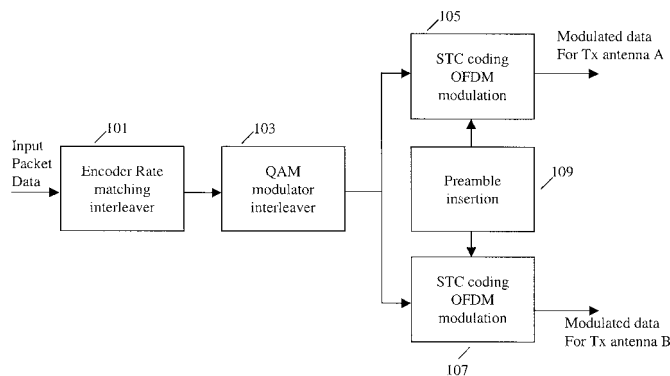 105
Modulated data
For Tx antenna A
STC coding
OFDM
modulation
101
103
Input
Packet
Data
Encoder Rate
matching
interleaver
QAM
modulator
interleaver
Preamble
insertion
109
STC coding
OFDM
modulation
Modulated data
For Tx antenna B
107